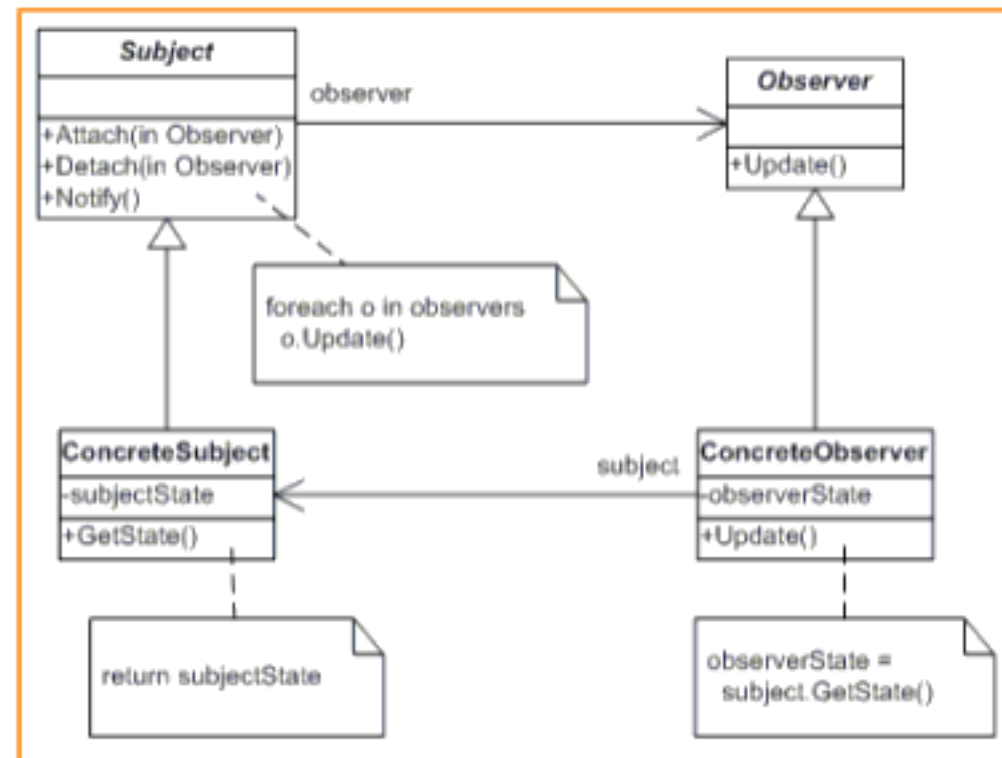 Subject
+Attach(in Observer)
+Detach(in Observer)
+Notify()
observer
Observer
+Update()
foreach o in observers
o.Update()
ConcreteSubject
-subjectState
+GetState()
subject
ConcreteObserver
-observerState
+Update()
return subjectState
observerState =
subject.GetState()